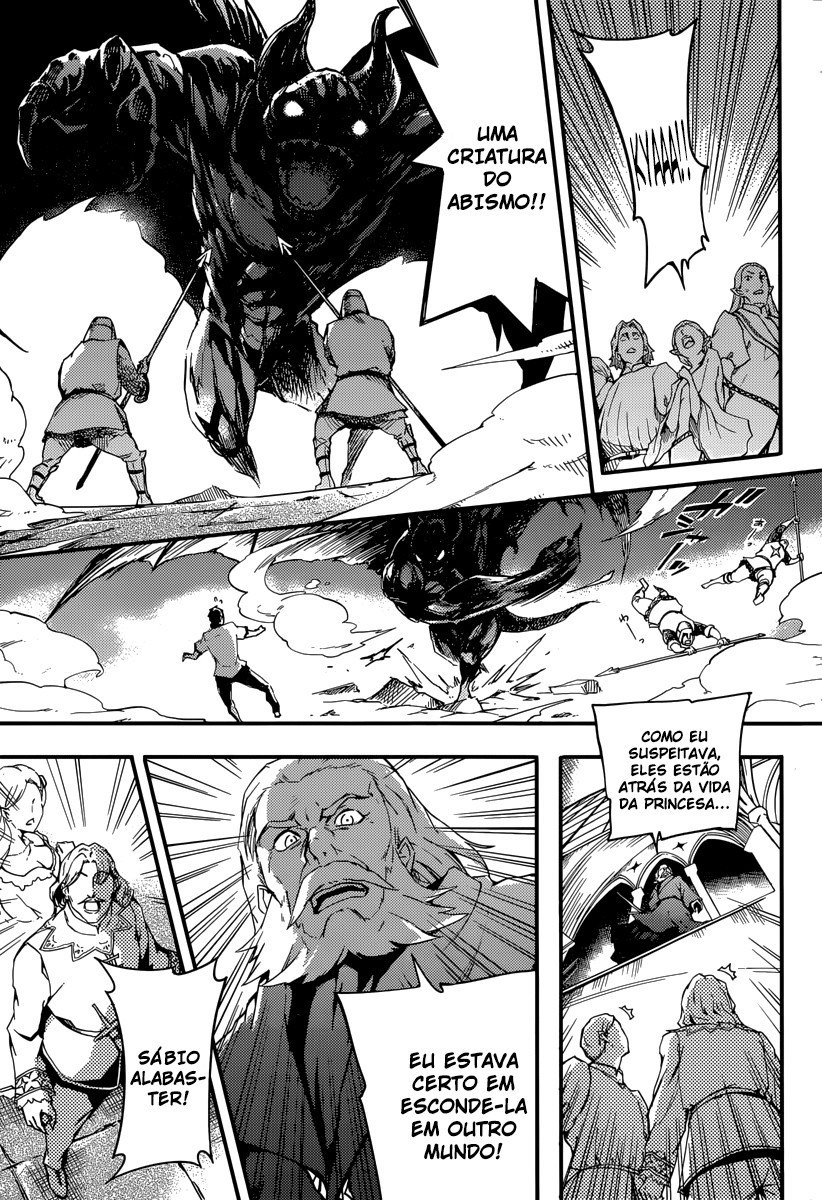 KYAAA!!
UMA
CRIATURA
DO
ABISMO!!
COMO EU
SUSPEITAVA,
ELES ESTÃO
ATRÁS DA VIDA
DA PRINCESA...
EU ESTAVA
CERTO EM
ESCONDE-LA
EM OUTRO
MUNDO!
SÁBIO
ALABAS-
TER!